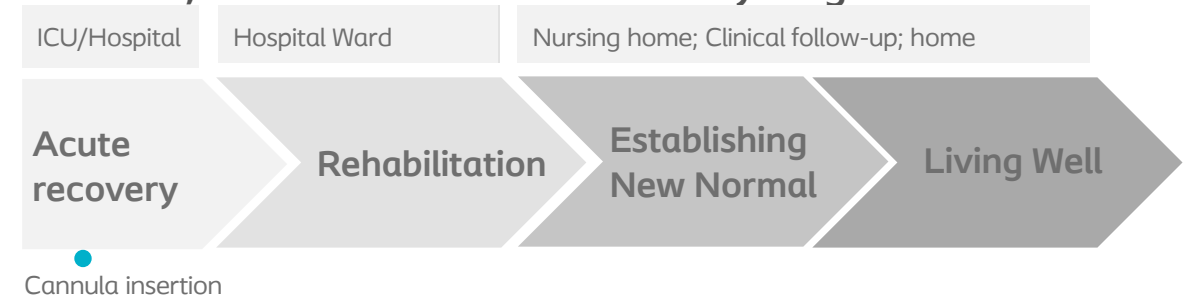 ICU/Hospital
Hospital Ward
Nursing home; Clinical follow-up; home
Acute
recovery
Rehabilitation
Establishing
New Normal
Living Well
Cannula insertion